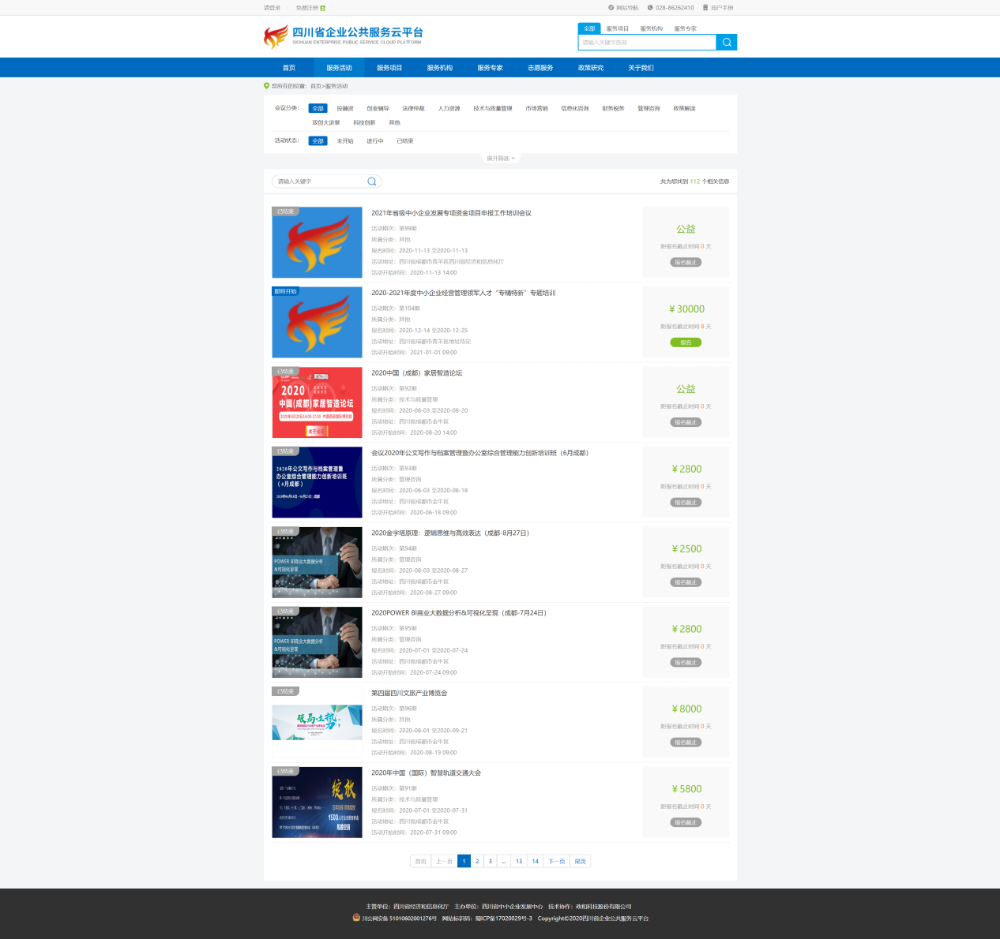 请登录 免费注册 网站导航 028-86262410 用户手册
四川省企业公共服务云平台
SICHUAN ENTERPRISE PUBLIC SERVICE CLOUD PLATFORM
全部 服务项目 服务机构 服务专家
请输入关键字查询
首页 服务活动 服务项目 服务机构 服务专家 志愿服务 政策研究 关于我们
您所在的位置：首页>服务活动
会议分类： 全部 投融资 创业辅导 法律仲裁 人力资源 技术与质量管理 市场营销 信息化咨询 财务税务 管理咨询 政策解读
双创大讲堂 科技创新 其他
活动状态： 全部 未开始 进行中 已结束
展开筛选
请输入关键字 共为您找到 112 个相关信息
已结束
2021年省级中小企业发展专项资金项目申报工作培训会议
活动期次：第99期
所属分类：其他
报名时间：2020-11-13 至2020-11-13
活动地址：四川省成都市青羊区四川省经济和信息化厅
活动开始时间：2020-11-13 14:00
公益
距报名截止时间 0 天
报名截止
即将开始
2020-2021年度中小企业经营管理领军人才“专精特新”专题培训
活动期次：第104期
所属分类：其他
报名时间：2020-12-14 至2020-12-25
活动地址：四川省成都市青羊区地址待定
活动开始时间：2021-01-01 09:00
¥ 30000
距报名截止时间 8 天
报名
已结束
2020
中国(成都)家居智造论坛
2020中国（成都）家居智造论坛
活动期次：第92期
所属分类：技术与质量管理
报名时间：2020-08-03 至2020-08-20
活动地址：四川省成都市金牛区
活动开始时间：2020-08-20 14:00
公益
距报名截止时间 0 天
报名截止
已结束
2020年公文写作与档案管理暨
办公室综合管理能力创新培训班
（6月成都）
会议2020年公文写作与档案管理暨办公室综合管理能力创新培训班（6月成都）
活动期次：第93期
所属分类：管理咨询
报名时间：2020-06-03 至2020-06-18
活动地址：四川省成都市金牛区
活动开始时间：2020-06-18 09:00
¥ 2800
距报名截止时间 0 天
报名截止
已结束
POWER BI商业大数据分析
&可视化呈现
2020金字塔原理：逻辑思维与高效表达（成都-8月27日）
活动期次：第94期
所属分类：管理咨询
报名时间：2020-08-03 至2020-08-27
活动地址：四川省成都市金牛区
活动开始时间：2020-08-27 09:00
¥ 2500
距报名截止时间 0 天
报名截止
已结束
POWER BI商业大数据分析
&可视化呈现
2020POWER BI商业大数据分析&可视化呈现（成都-7月24日）
活动期次：第95期
所属分类：管理咨询
报名时间：2020-07-01 至2020-07-24
活动地址：四川省成都市金牛区
活动开始时间：2020-07-24 09:00
¥ 2800
距报名截止时间 0 天
报名截止
已结束
第四届四川文旅产业博览会
活动期次：第96期
所属分类：其他
报名时间：2020-08-01 至2020-09-21
活动地址：四川省成都市金牛区
活动开始时间：2020-08-19 09:00
¥ 8000
距报名截止时间 0 天
报名截止
已结束
绽放
2020年中国（国际）智慧轨道交通大会
活动期次：第91期
所属分类：技术与质量管理
报名时间：2020-07-01 至2020-07-31
活动地址：四川省成都市金牛区
活动开始时间：2020-07-31 09:00
¥ 5800
距报名截止时间 0 天
报名截止
首页 上一页 1 2 3 ... 13 14 下一页 尾页
主管单位：四川省经济和信息化厅 主办单位：四川省中小企业发展中心 技术协作：政和科技股份有限公司
川公网安备 51010602001276号 网站标识码：蜀ICP备17020029号-3 Copyright©2020四川省企业公共服务云平台